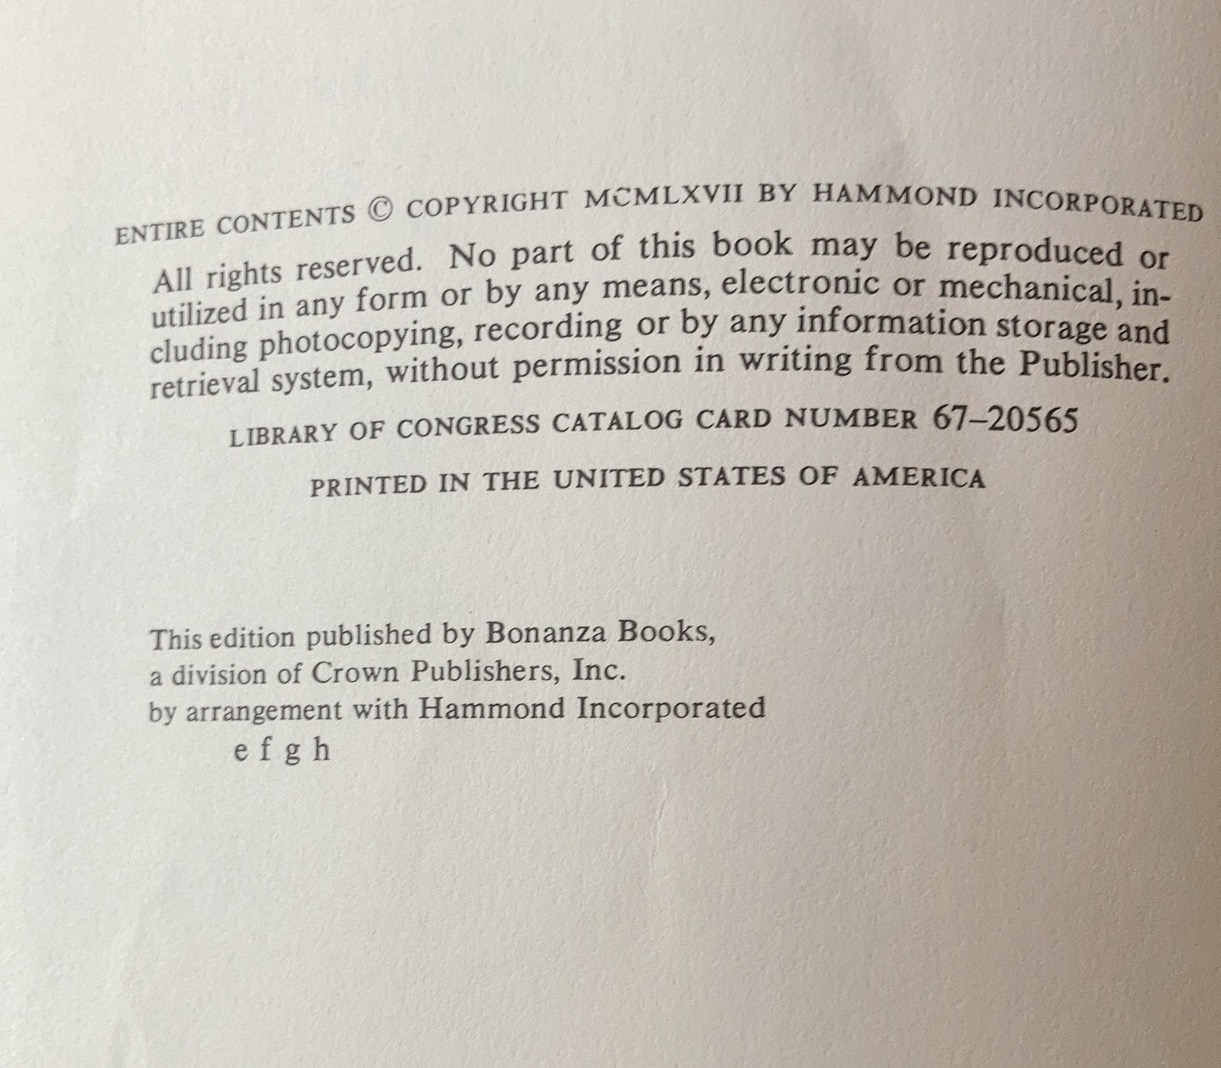 ENTIRE CONTENTS © COPYRIGHT MCMLXVII BY HAMMOND INCORPORATED
All rights reserved. No part of this book may be reproduced or
utilized in any form or by any means, electronic or mechanical, in-
cluding photocopying, recording or by any information storage and
retrieval system, without permission in writing from the Publisher.
LIBRARY OF CONGRESS CATALOG CARD NUMBER 67–20565
PRINTED IN THE UNITED STATES OF AMERICA
This edition published by Bonanza Books,
a division of Crown Publishers, Inc.
by arrangement with Hammond Incorporated
e f g h